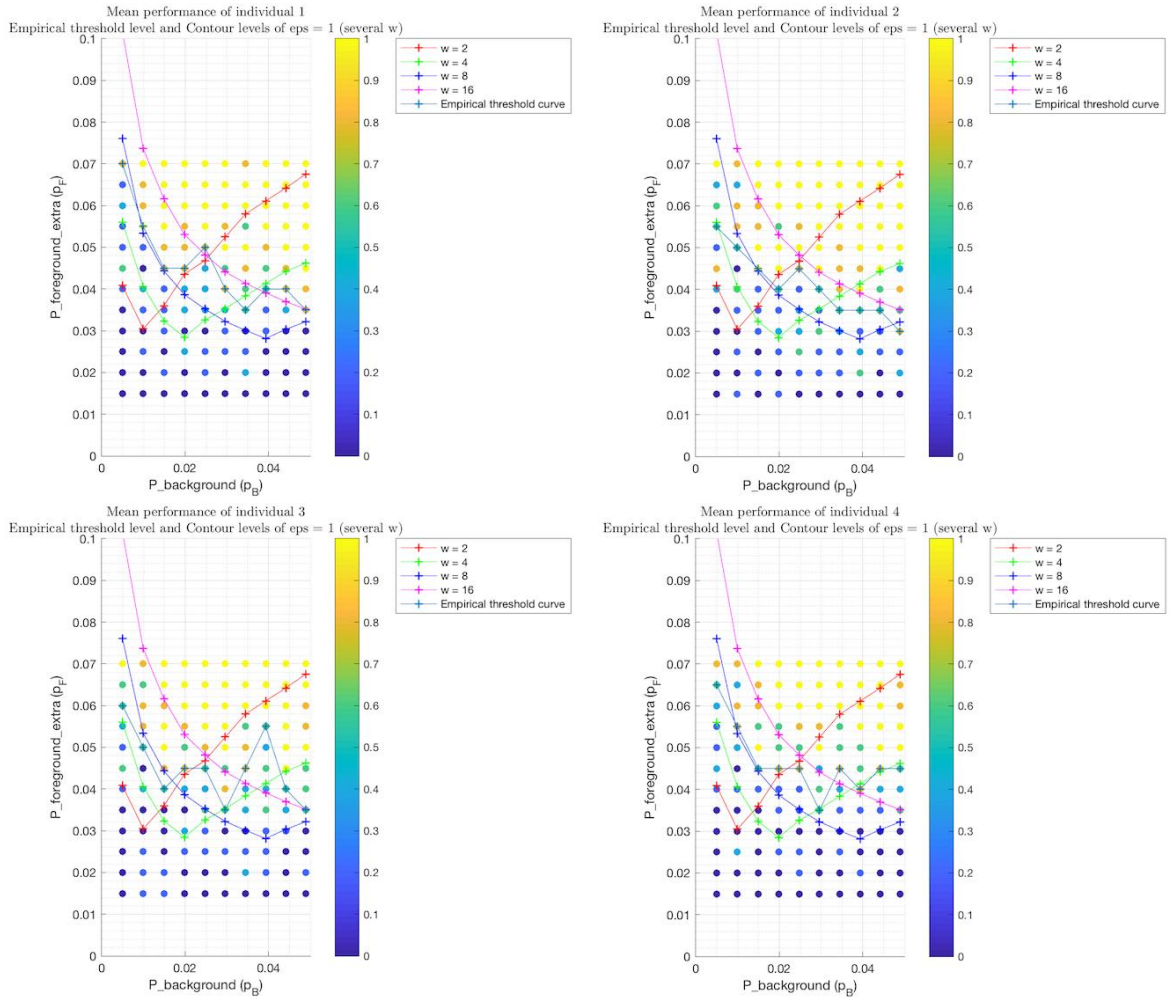 Mean performance of individual 1
Empirical threshold level and Contour levels of eps = 1 (several w)
0.1
0.09
0.08
0.07
0.06
0.05
0.04
0.03
0.02
0.01
0
P_foreground_extra (p_F)
0
0.02
0.04
P_background (p_B)
1
0.9
0.8
0.7
0.6
0.5
0.4
0.3
0.2
0.1
0
w = 2
w = 4
w = 8
w = 16
Empirical threshold curve
Mean performance of individual 2
Empirical threshold level and Contour levels of eps = 1 (several w)
0.1
0.09
0.08
0.07
0.06
0.05
0.04
0.03
0.02
0.01
0
P_foreground_extra (p_F)
0
0.02
0.04
P_background (p_B)
1
0.9
0.8
0.7
0.6
0.5
0.4
0.3
0.2
0.1
0
w = 2
w = 4
w = 8
w = 16
Empirical threshold curve
Mean performance of individual 3
Empirical threshold level and Contour levels of eps = 1 (several w)
0.1
0.09
0.08
0.07
0.06
0.05
0.04
0.03
0.02
0.01
0
P_foreground_extra (p_F)
0
0.02
0.04
P_background (p_B)
1
0.9
0.8
0.7
0.6
0.5
0.4
0.3
0.2
0.1
0
w = 2
w = 4
w = 8
w = 16
Empirical threshold curve
Mean performance of individual 4
Empirical threshold level and Contour levels of eps = 1 (several w)
0.1
0.09
0.08
0.07
0.06
0.05
0.04
0.03
0.02
0.01
0
P_foreground_extra (p_F)
0
0.02
0.04
P_background (p_B)
1
0.9
0.8
0.7
0.6
0.5
0.4
0.3
0.2
0.1
0
w = 2
w = 4
w = 8
w = 16
Empirical threshold curve